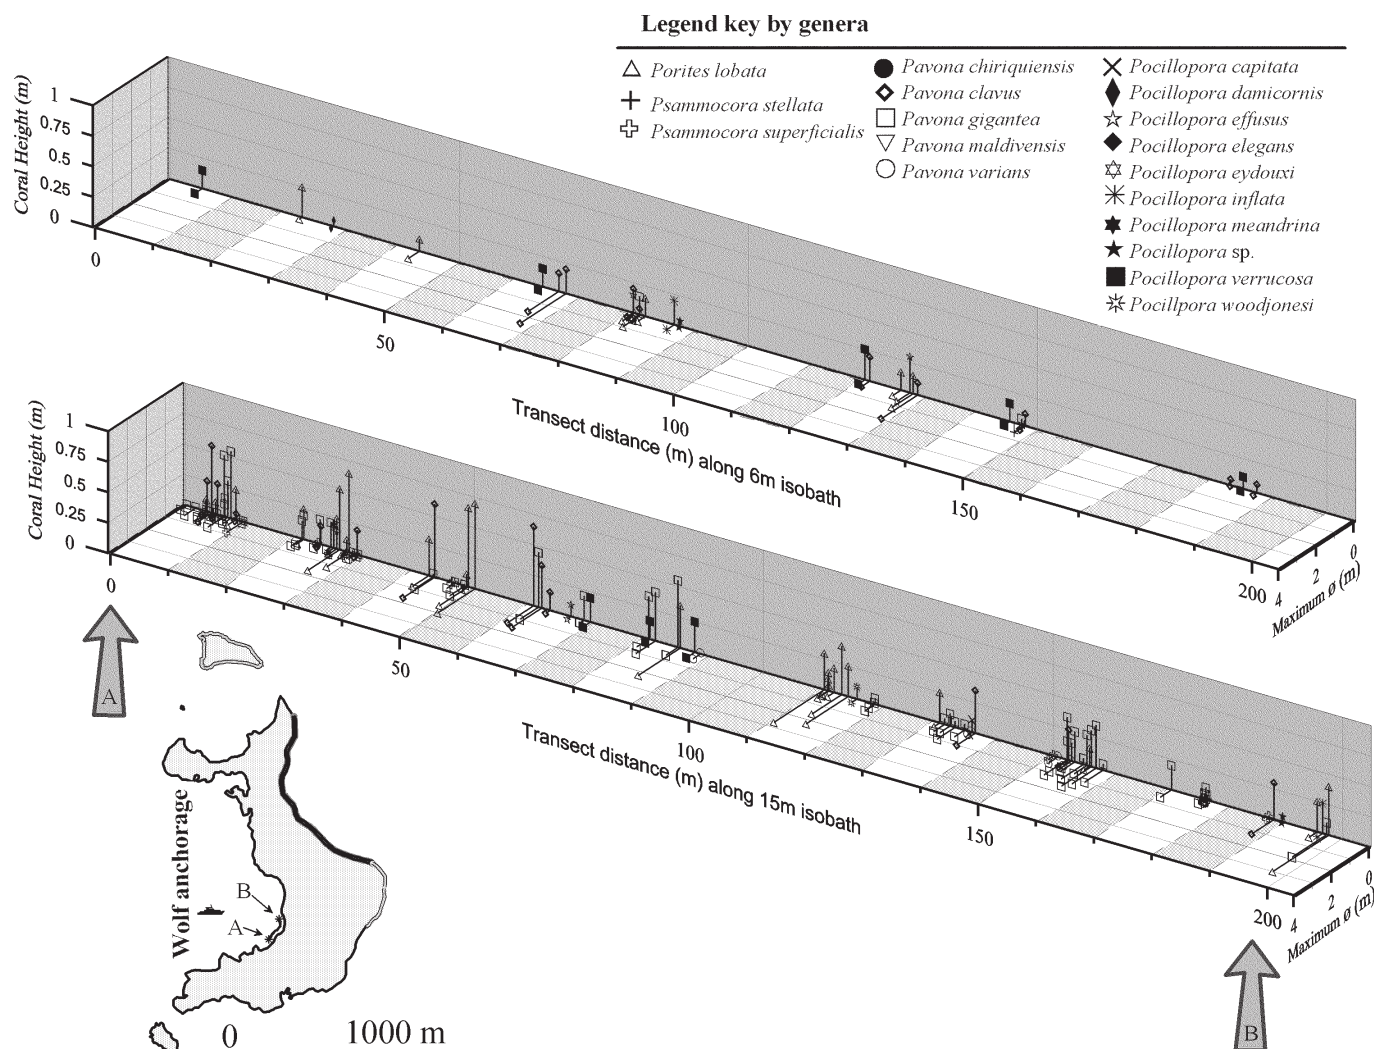 Legend key by genera
Porites lobata
Psammocora stellata
Psammocora superficialis
Pavona chiriquiensis
Pavona clavus
Pavona gigantea
Pavona maldivensis
Pavona varians
Pocillopora capitata
Pocillopora damicornis
Pocillopora effusus
Pocillopora elegans
Pocillopora eydouxi
Pocillopora inflata
Pocillopora meandrina
Pocillopora sp.
Pocillopora verrucosa
Pocillpora woodjonesi
Coral Height (m)
1
0.75
0.5
0.25
0
0
50
100
150
200
Transect distance (m) along 6m isobath
4
2
0
Maximum ø (m)
Coral Height (m)
1
0.75
0.5
0.25
0
0
50
100
150
200
Transect distance (m) along 15m isobath
4
2
0
Maximum ø (m)
A
B
Wolf anchorage
B
A
0
1000 m